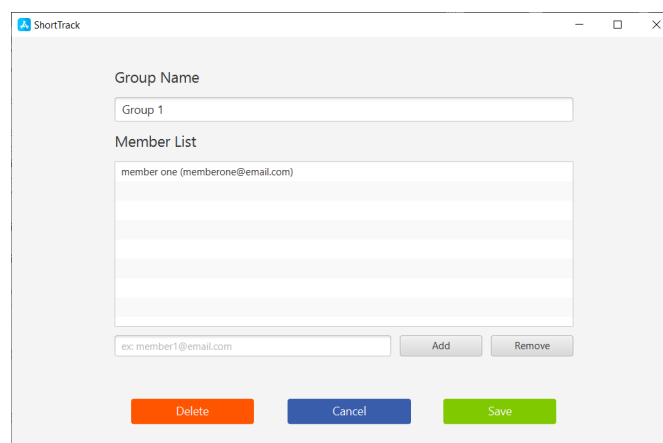 ShortTrack
Group Name
Group 1
Member List
member one (memberone@email.com)
ex: member1@email.com
Add
Remove
Delete
Cancel
Save